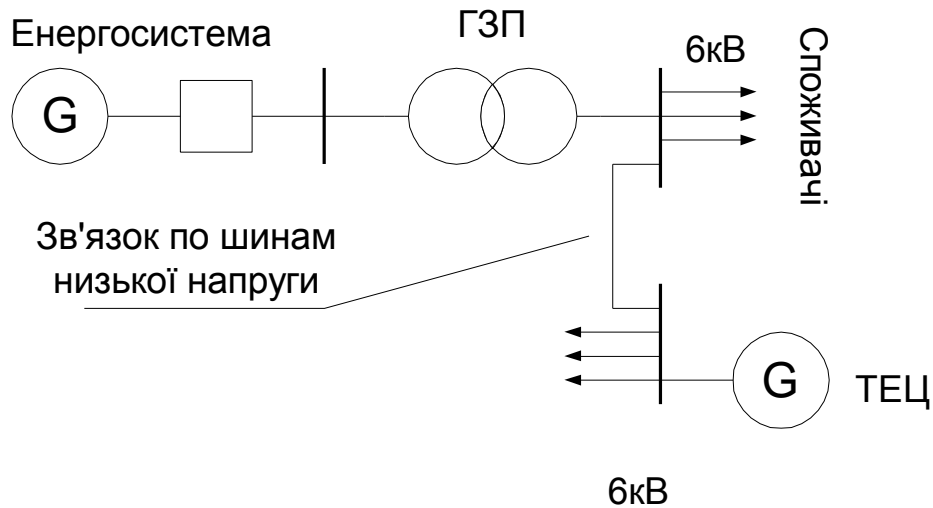 Енергосистема
ГЗП
6кВ
Споживачі
G
Зв'язок по шинам
низької напруги
G
ТЕЦ
6кВ